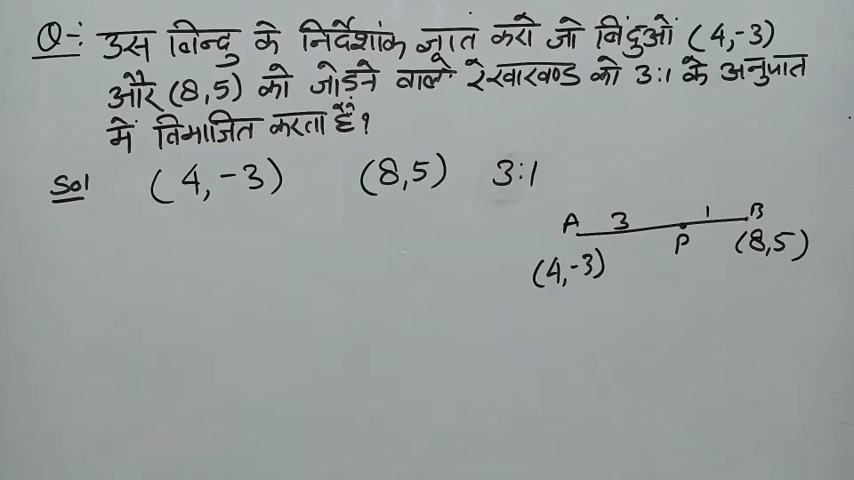 Q-: उस बिन्दु के निर्देशांक ज्ञात करो जो बिंदुओं (4,-3)
और (8,5) को जोडने वाले रेखाखण्ड को 3:1 के अनुपात
में विभाजित करता हैं?
Sol (4,-3) (8,5) 3:1
A 3 1 B
P
(4,-3) (8,5)